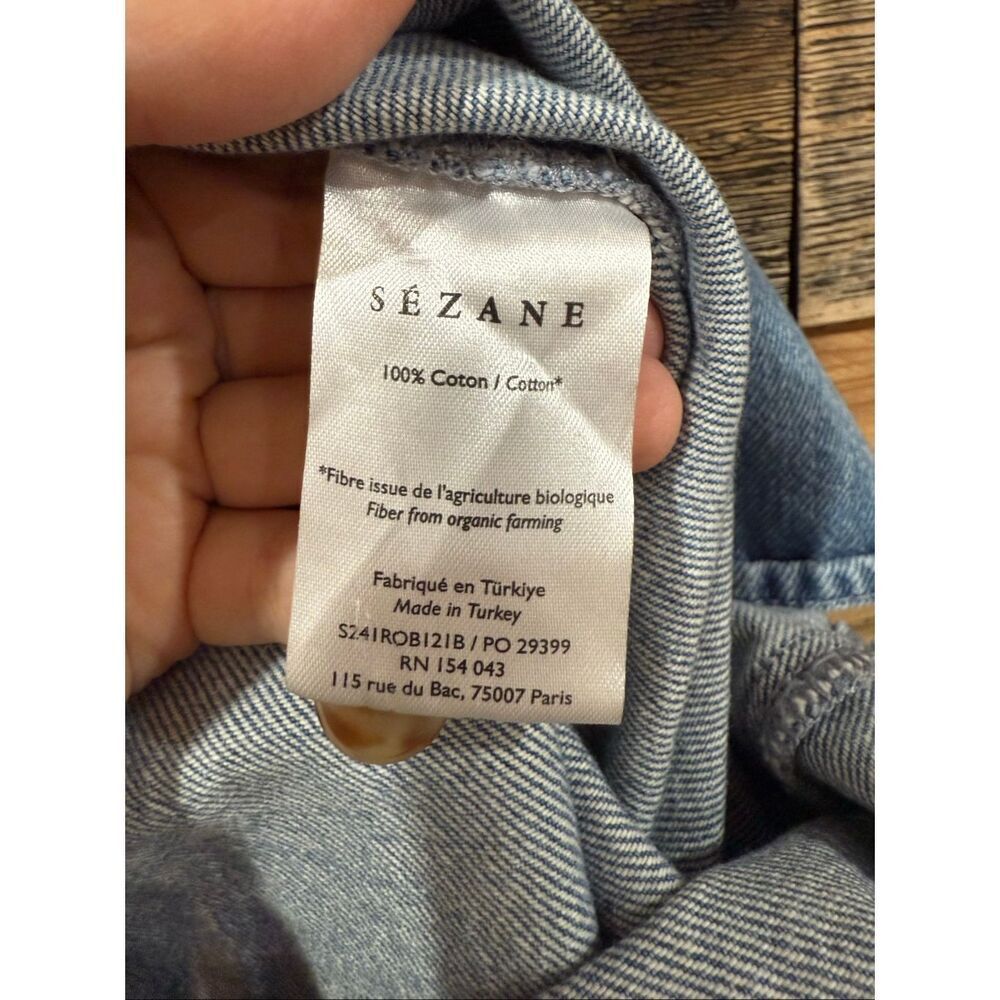 SÉZANE
100% Coton / Cotton*
*Fibre issue de l'agriculture biologique
Fiber from organic farming
Fabriqué en Türkiye
Made in Turkey
S241ROB121B / PO 29399
RN 154 043
115 rue du Bac, 75007 Paris